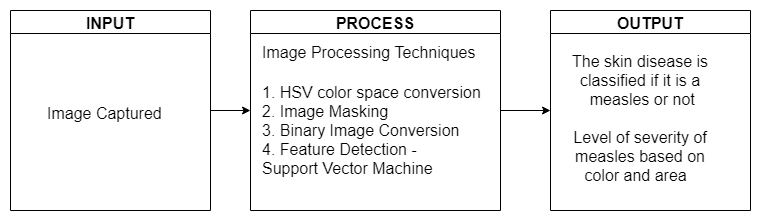 INPUT
Image Captured
PROCESS
Image Processing Techniques
1. HSV color space conversion
2. Image Masking
3. Binary Image Conversion
4. Feature Detection -
Support Vector Machine
OUTPUT
The skin disease is
classified if it is a
measles or not
Level of severity of
measles based on
color and area